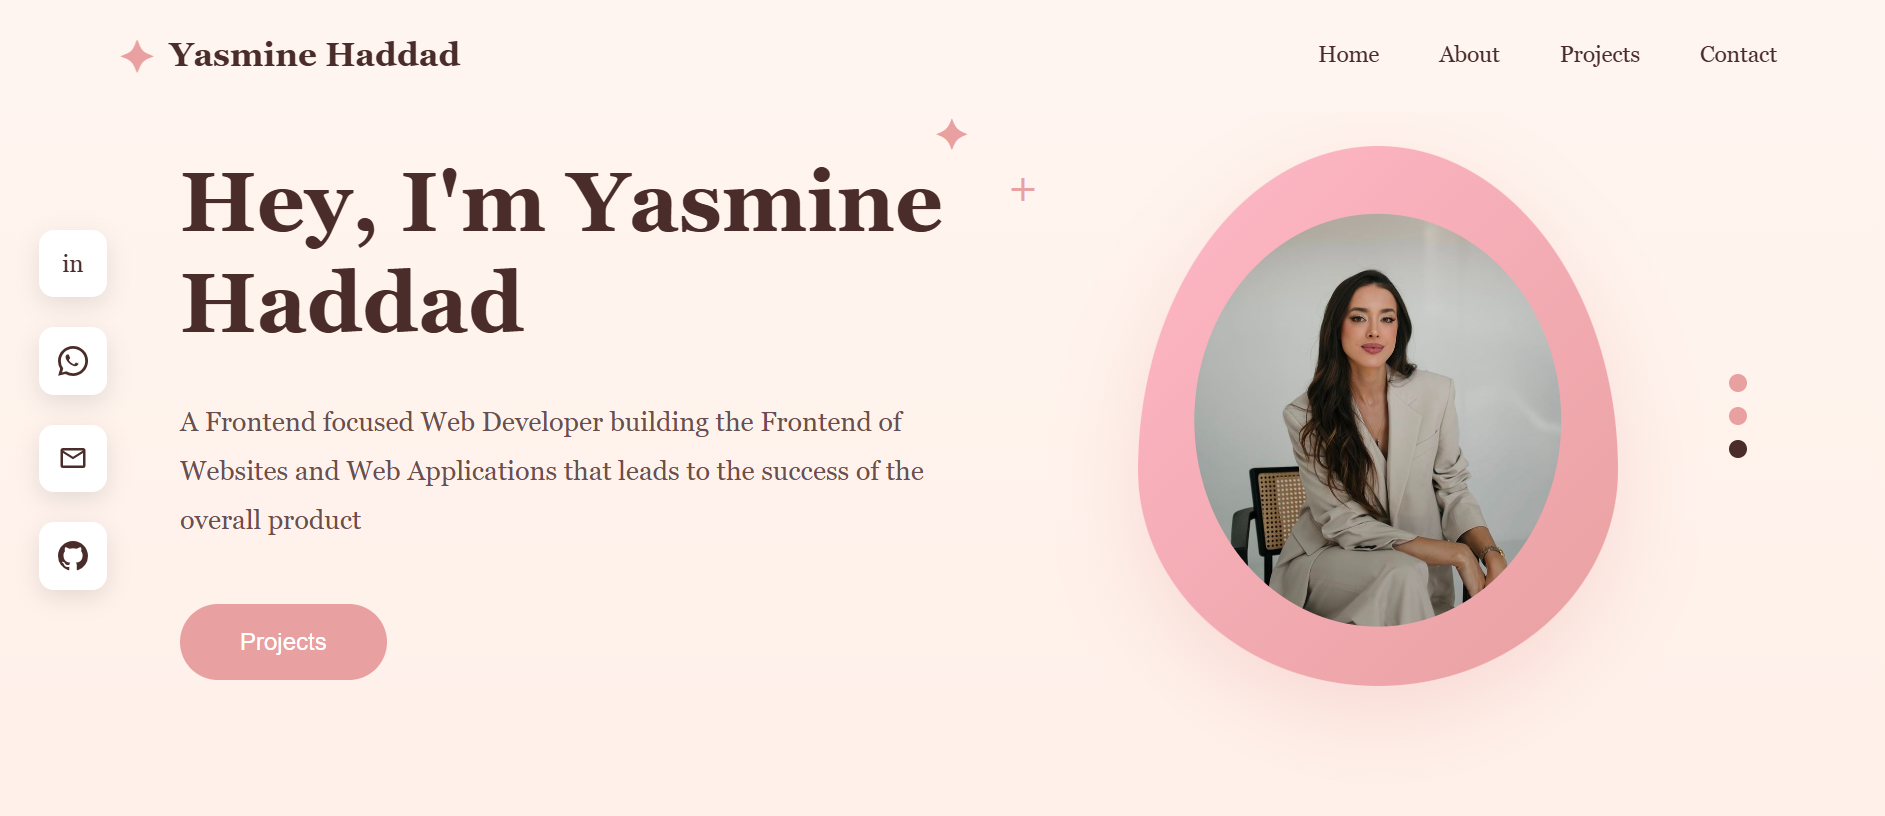 Yasmine Haddad
Home
About
Projects
Contact
Hey, I'm Yasmine
Haddad
in
A Frontend focused Web Developer building the Frontend of
Websites and Web Applications that leads to the success of the
overall product
Projects